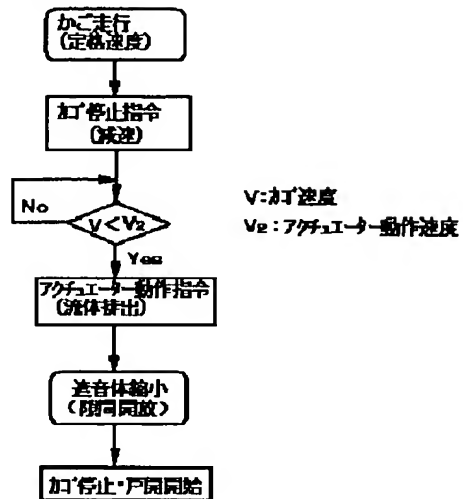 かご走行
(定格速度)
カゴ停止指令
(減速)
No
V<V2
Yes
V:カゴ速度
V2:アクチュエーター動作速度
アクチュエーター動作指令
(流体排出)
遮音体縮小
(隙間開放)
カゴ停止・戸開開始